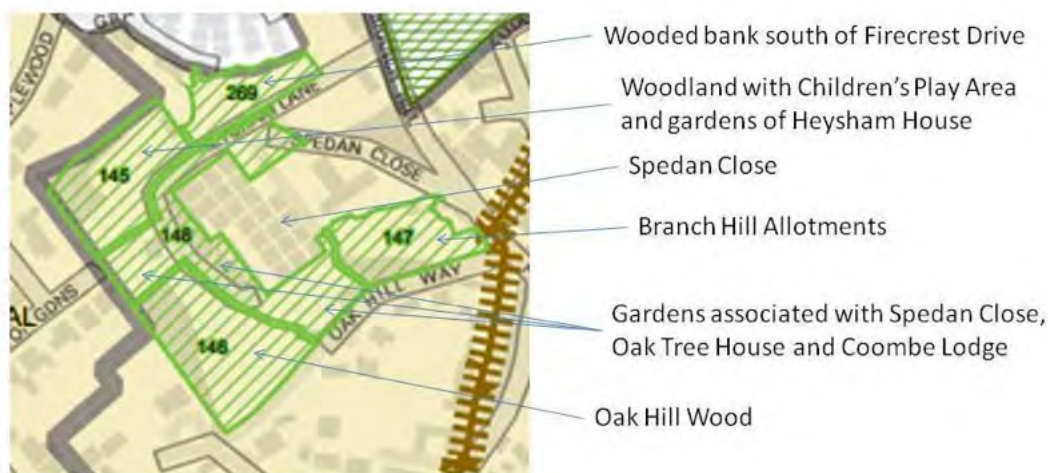 Wooded bank south of Firecrest Drive
Woodland with Children's Play Area
and gardens of Heysham House
Spedan Close
Branch Hill Allotments
Gardens associated with Spedan Close,
Oak Tree House and Coombe Lodge
Oak Hill Wood
269
LANE
SPEDAN CLOSE
145
148
147
OAK HILL WAY
GDNS
146